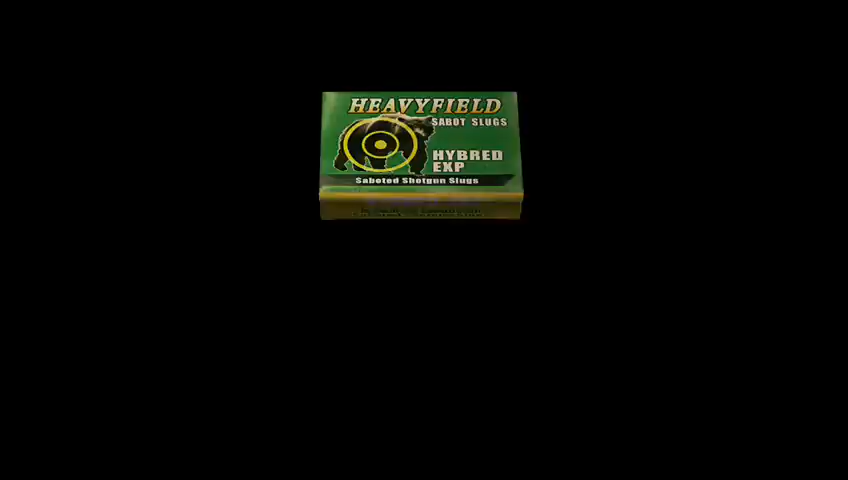 HEAVYFIELD
SABOT SLUGS
HYBRED
EXP
Saboted Shotgun Slugs